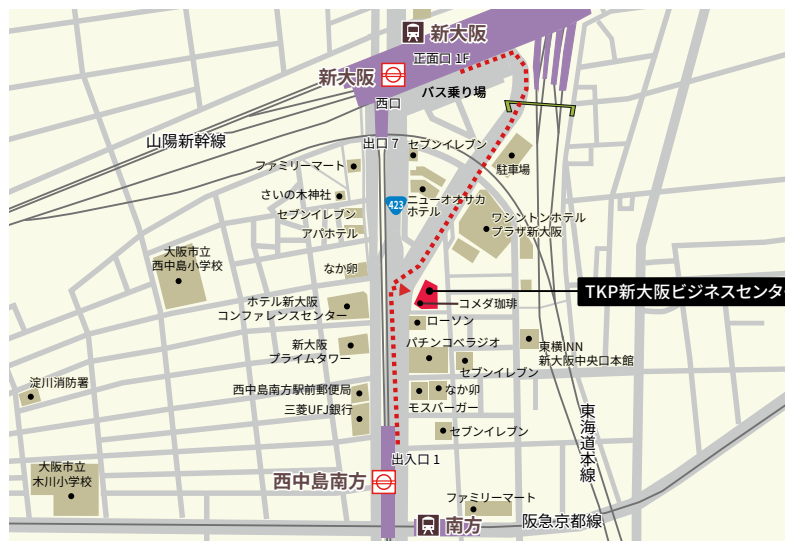 新大阪
正面口 1F
新大阪
バス乗り場
西口
山陽新幹線
出口 7
セブンイレブン
ファミリーマート
駐車場
さいの木神社
423
ニューオオサカ
ホテル
セブンイレブン
ワシントンホテル
プラザ新大阪
アパホテル
大阪市立
西中島小学校
なか卯
TKP新大阪ビジネスセンタ
ホテル新大阪
コンファレンスセンター
コメダ珈琲
ローソン
新大阪
プライムタワー
パチンコベラジオ
東横INN
新大阪中央口本館
セブンイレブン
淀川消防署
西中島南方駅前郵便局
なか卯
三菱UFJ銀行
モスバーガー
セブンイレブン
東海道本線
出入口 1
大阪市立
木川小学校
西中島南方
ファミリーマート
南方
阪急京都線